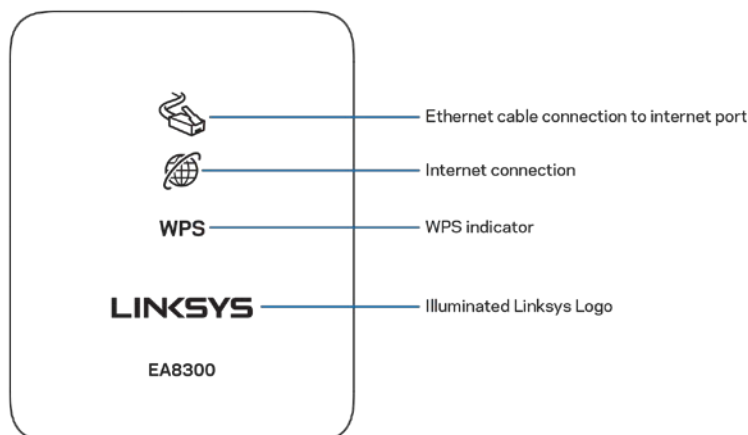 Ethernet cable connection to internet port
Internet connection
WPS WPS indicator
LINKSYS Illuminated Linksys Logo
EA8300